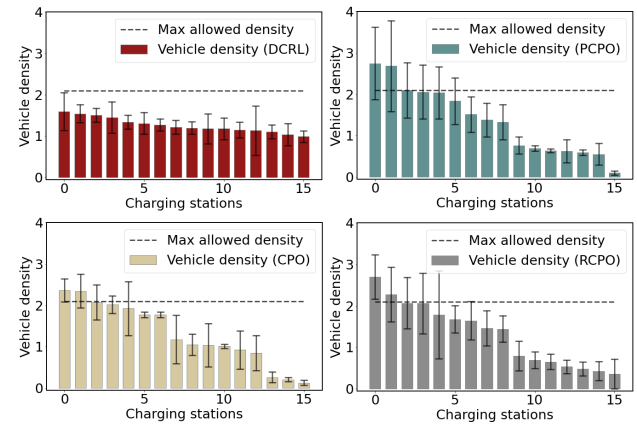 4
3
2
1
0
Vehicle density
Max allowed density
Vehicle density (DCRL)
0
5
10
15
Charging stations
4
3
2
1
0
Vehicle density
Max allowed density
Vehicle density (PCPO)
0
5
10
15
Charging stations
4
3
2
1
0
Vehicle density
Max allowed density
Vehicle density (CPO)
0
5
10
15
Charging stations
4
3
2
1
0
Vehicle density
Max allowed density
Vehicle density (RCPO)
0
5
10
15
Charging stations